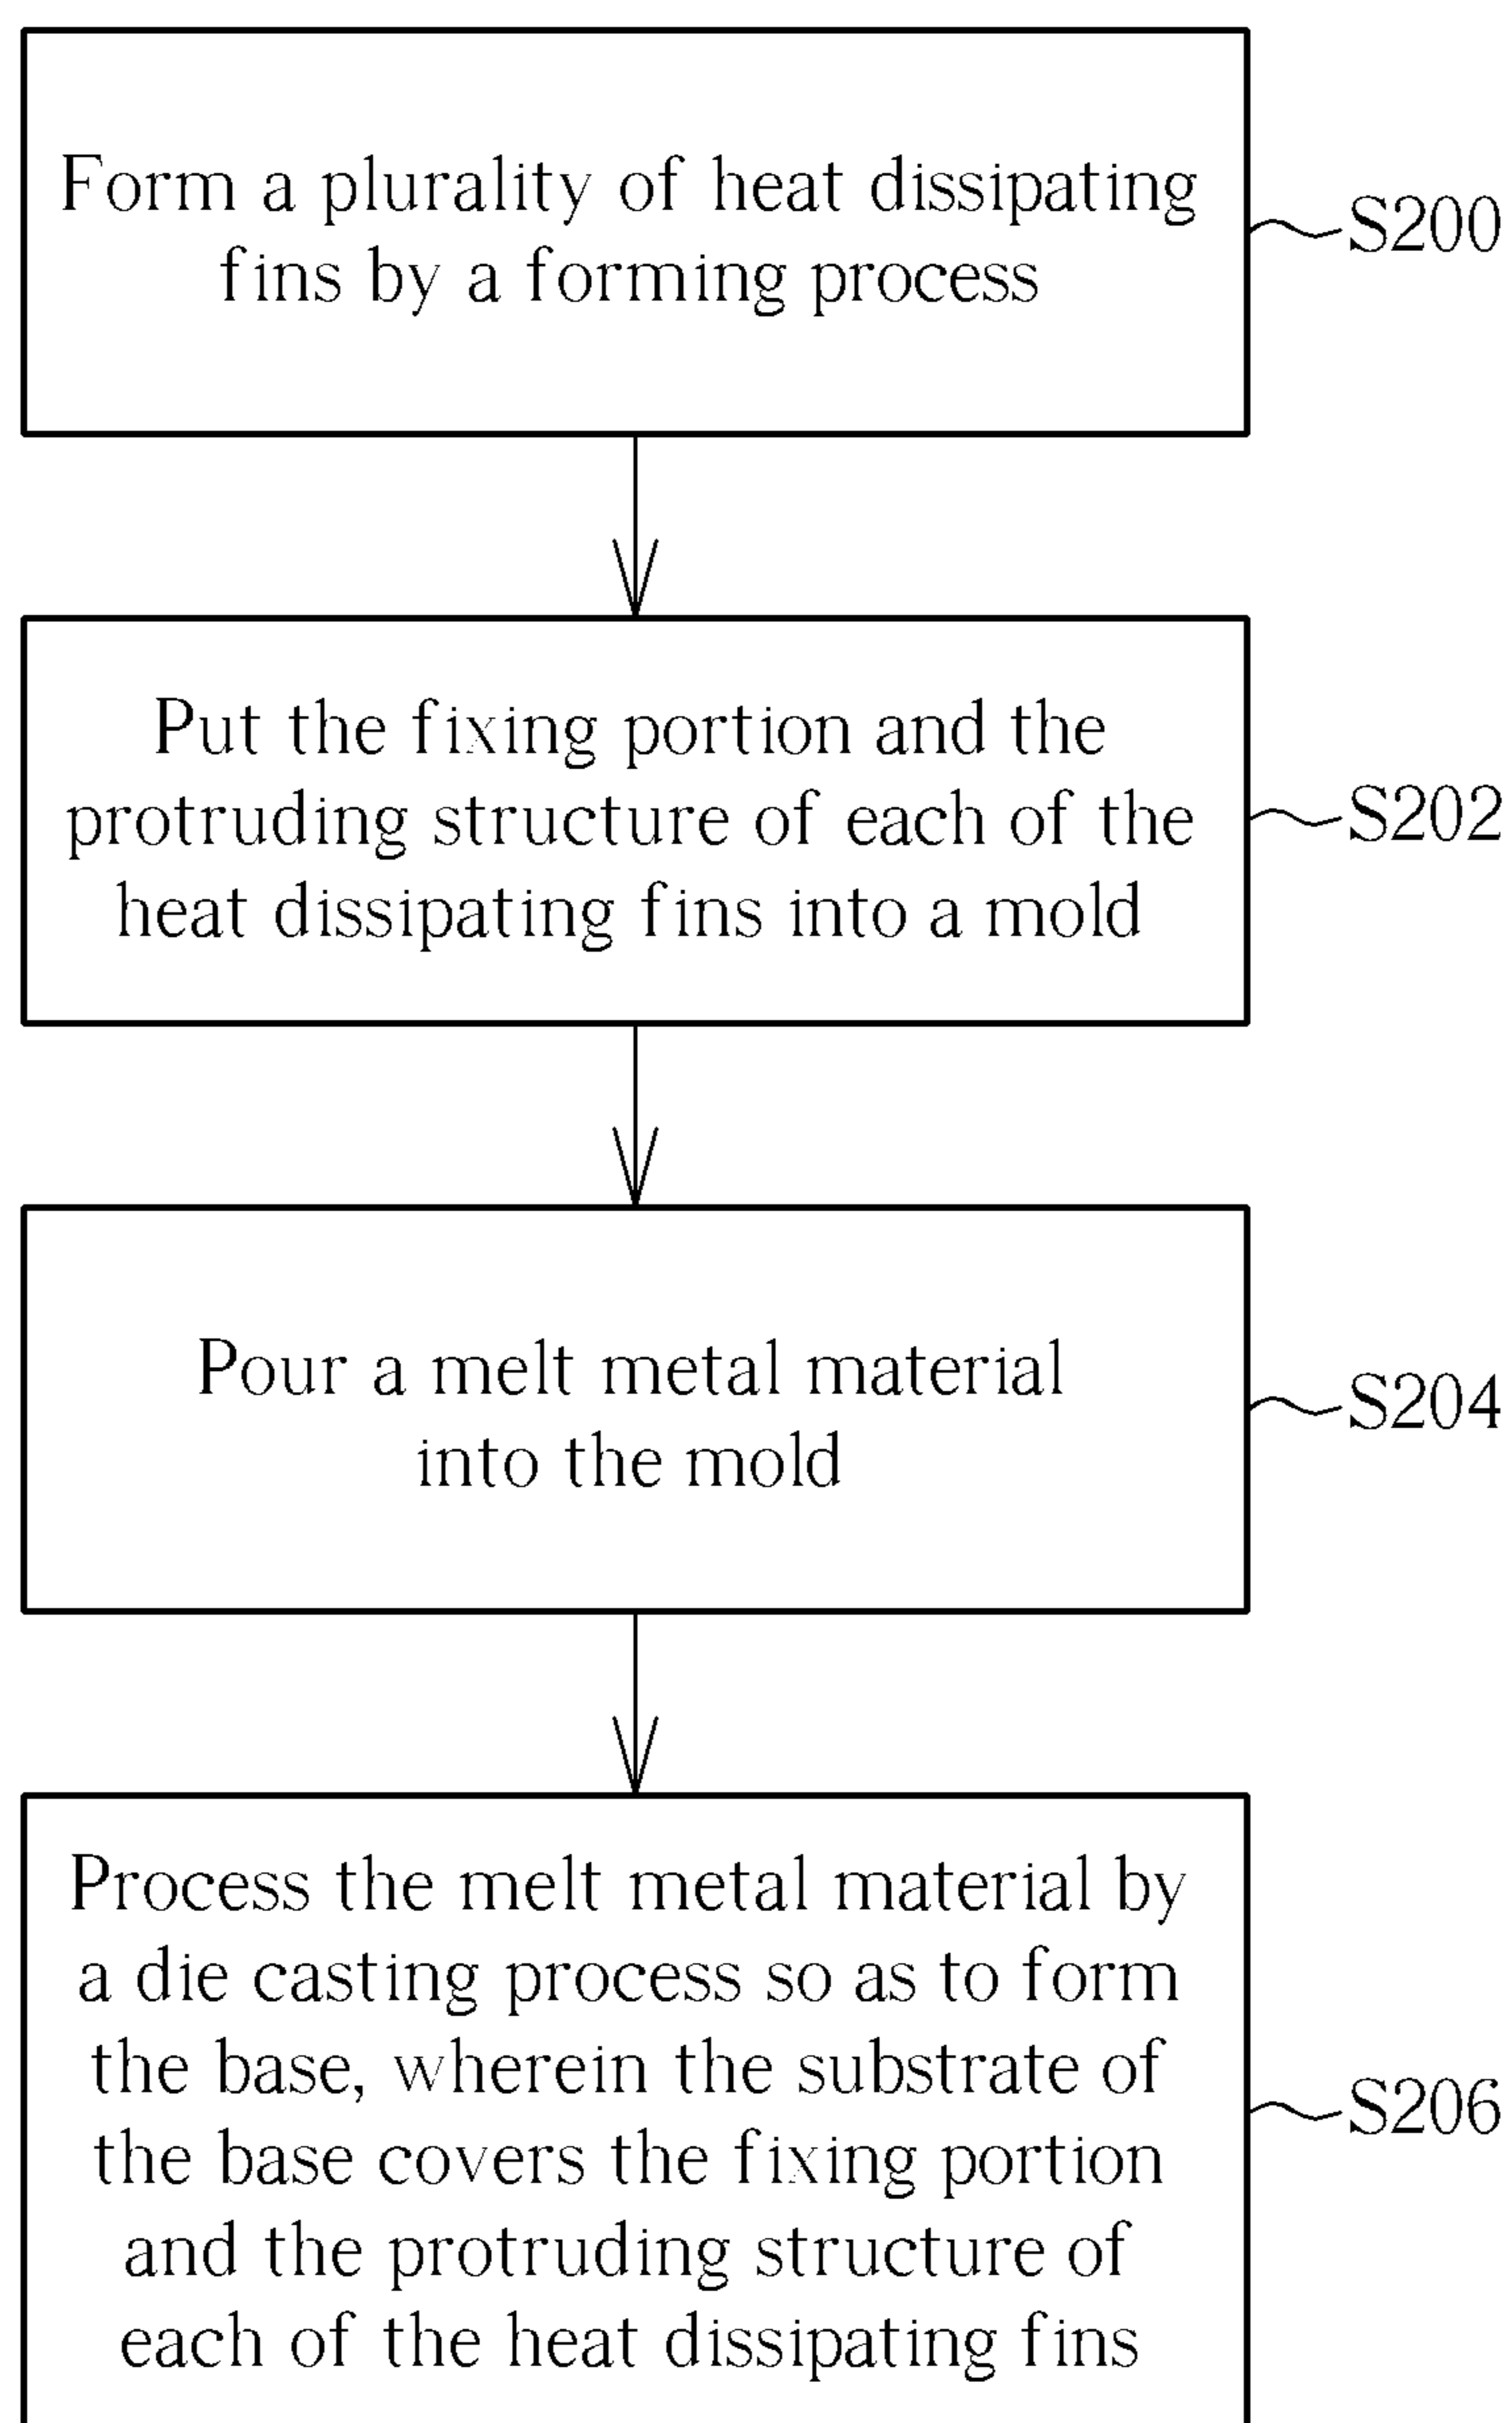 Form a plurality of heat dissipating
fins by a forming process
S200
Put the fixing portion and the
protruding structure of each of the
heat dissipating fins into a mold
S202
Pour a melt metal material
into the mold
S204
Process the melt metal material by
a die casting process so as to form
the base, wherein the substrate of
the base covers the fixing portion
and the protruding structure of
each of the heat dissipating fins
S206